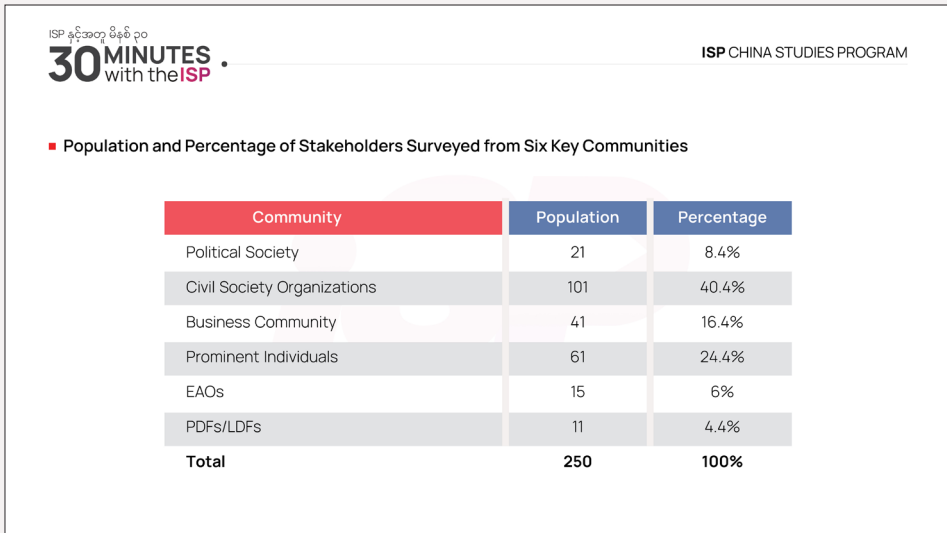 ISP နှင့်အတူ မိနစ် ၃၀
30 MINUTES
with the ISP
ISP CHINA STUDIES PROGRAM
Population and Percentage of Stakeholders Surveyed from Six Key Communities
Community Population Percentage
Political Society 21 8.4%
Civil Society Organizations 101 40.4%
Business Community 41 16.4%
Prominent Individuals 61 24.4%
EAOs 15 6%
PDFs/LDFs 11 4.4%
Total 250 100%